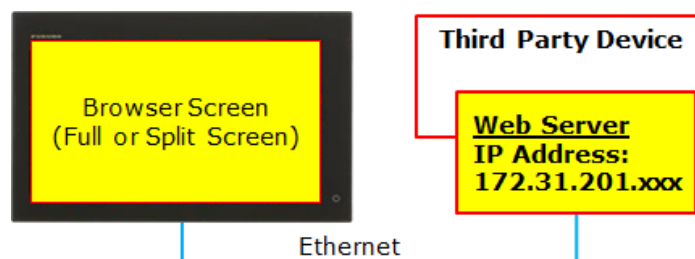 Browser Screen
(Full or Split Screen)
Third Party Device
Web Server
IP Address:
172.31.201.xxx
Ethernet